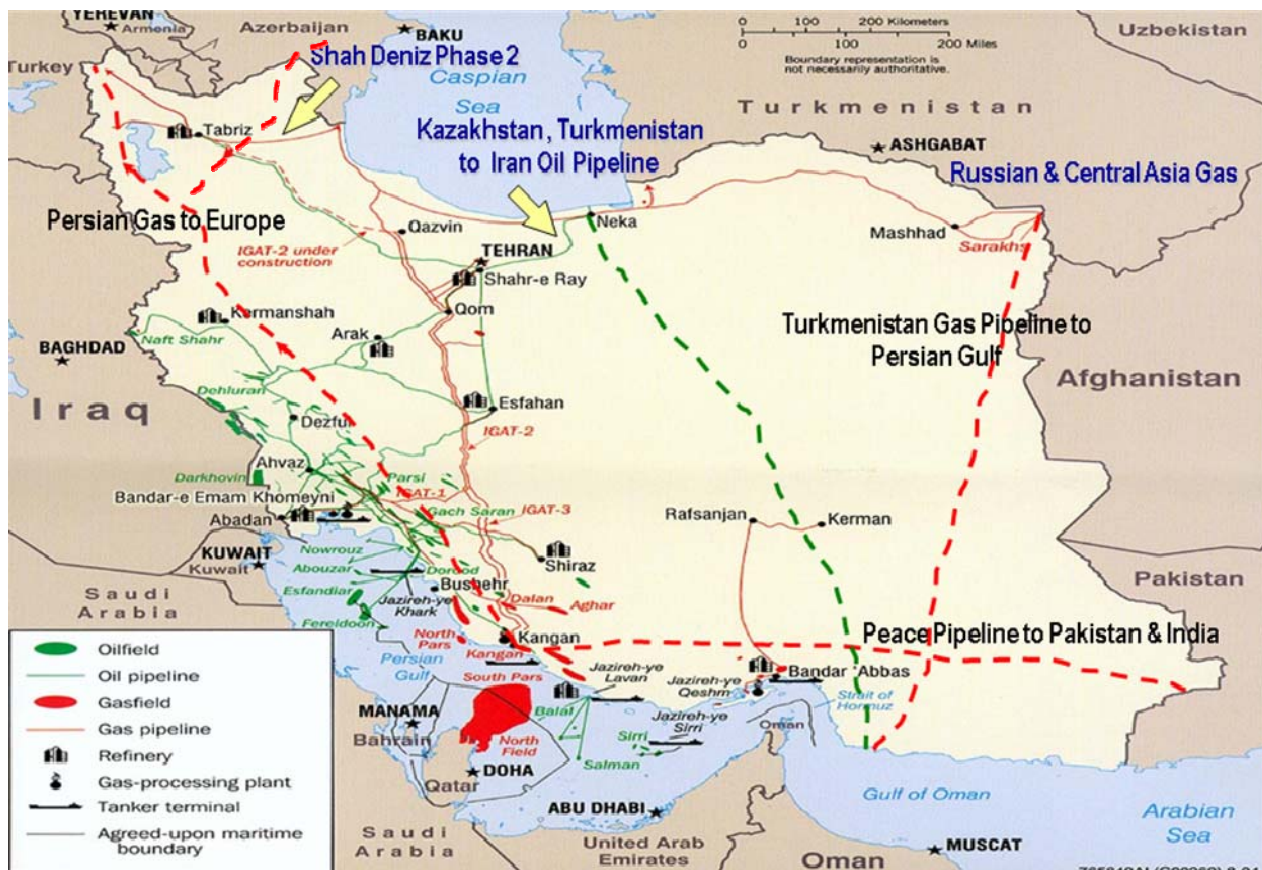 YEREVAN
Armenia
Azerbaijan
BAKU
Turkey
Shah Deniz Phase 2
Caspian
Sea
0 100 200 Kilometers
0 100 200 Miles
Boundary representation is
not necessarily authoritative.
Uzbekistan
Turkmenistan
ASHGABAT
Kazakhstan, Turkmenistan
to Iran Oil Pipeline
Russian & Central Asia Gas
Tabriz
Persian Gas to Europe
Qazvin
IGAT-2 under
construction
TEHRAN
Shahr-e Ray
Neka
Mashhad
Sarakhs
Kermanshah
Qom
Arak
Naft Shahr
BAGHDAD
Iraq
Turkmenistan Gas Pipeline to
Persian Gulf
Afghanistan
Dehluran
Esfahan
Dezful
IGAT-2
Ahvaz
Darkhovin
Parsi
Bandar-e Emam Khomeyni
IGAT-1
Abadan
Gach Saran
IGAT-3
Rafsanjan
Kerman
KUWAIT
Kuwait
Nowrouz
Abouzar
Dorood
Shiraz
Esfandiar
Jazireh-ye
Khark
Bushehr
Dalan
Aghar
Fereidoon
Saudi
Arabia
Pakistan
North
Pars
Kangan
Kangan
Peace Pipeline to Pakistan & India
Persian
Gulf
South Pars
Jazireh-ye
Lavan
Jazireh-ye
Qeshm
Bandar 'Abbas
Strait of
Hormuz
MANAMA
Bahrain
Balal
Jazireh-ye
Sirri
Oman
North
Field
Sirri
Salman
DOHA
Qatar
ABU DHABI
Gulf of Oman
Arabian
Sea
Saudi
Arabia
United Arab
Emirates
Oman
MUSCAT
Oilfield
Oil pipeline
Gasfield
Gas pipeline
Refinery
Gas-processing plant
Tanker terminal
Agreed-upon maritime
boundary